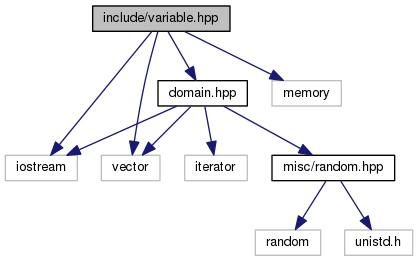 include/variable.hpp
domain.hpp
memory
iostream
vector
iterator
misc/random.hpp
random
unistd.h